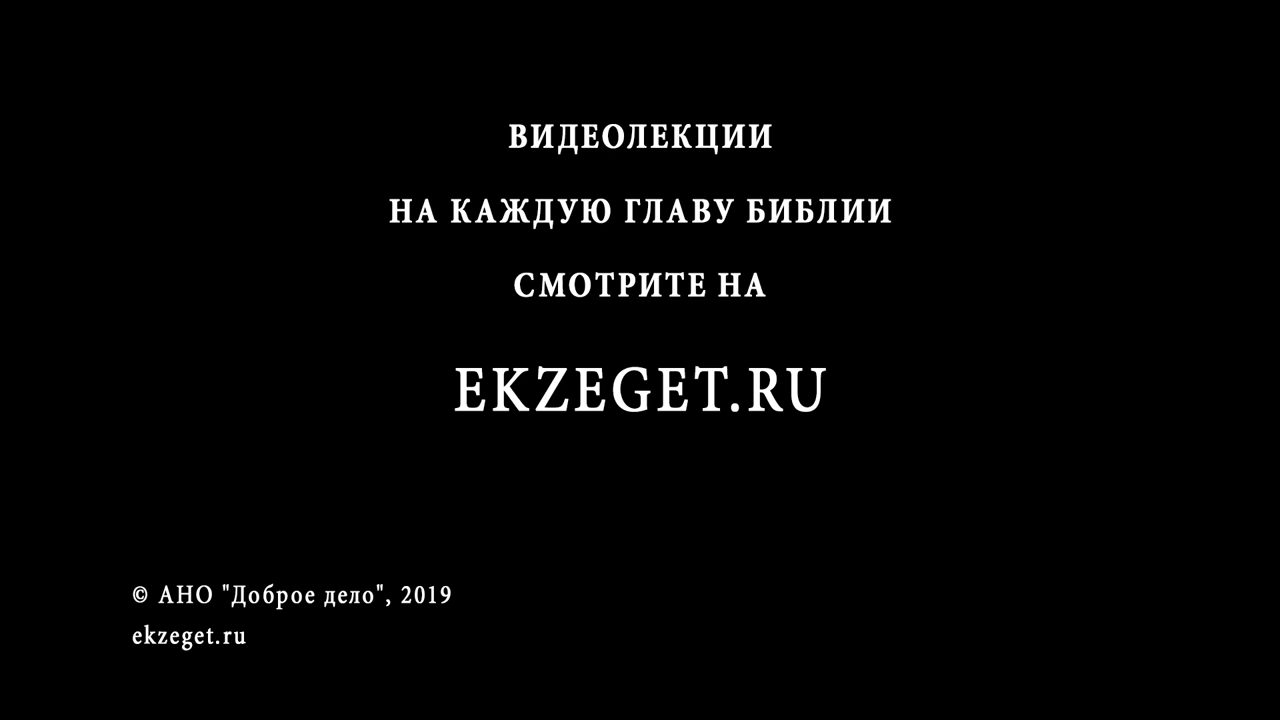 ВИДЕОЛЕКЦИИ
НА КАЖДУЮ ГЛАВУ БИБЛИИ
СМОТРИТЕ НА
EKZEGET.RU
© АНО "Доброе дело", 2019
ekzeget.ru